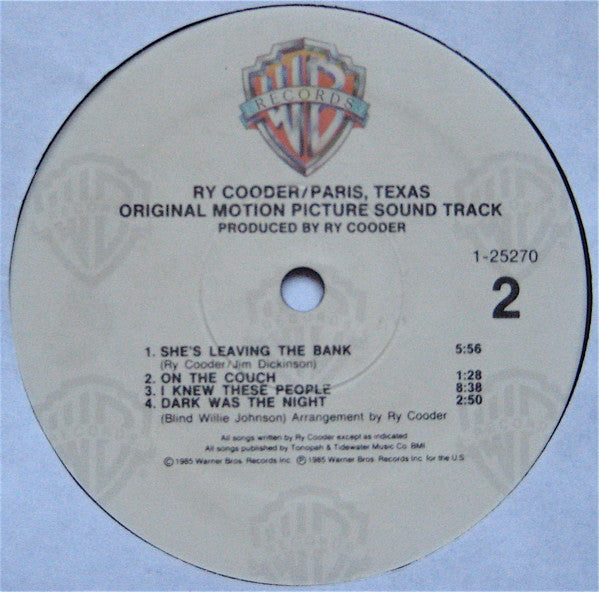 WB
RECORDS
RY COODER/PARIS, TEXAS
ORIGINAL MOTION PICTURE SOUND TRACK
PRODUCED BY RY COODER
1-25270
2
1. SHE'S LEAVING THE BANK 5:56
(Ry Cooder/Jim Dickinson)
2. ON THE COUCH 1:28
3. I KNEW THESE PEOPLE 8:38
4. DARK WAS THE NIGHT 2:50
(Blind Willie Johnson) Arrangement by Ry Cooder
All songs written by Ry Cooder except as indicated
All songs published by Tonopah & Tidewater Music Co. BMI.
©1985 Warner Bros. Records Inc. ℗1985 Warner Bros. Records Inc. for the U.S.